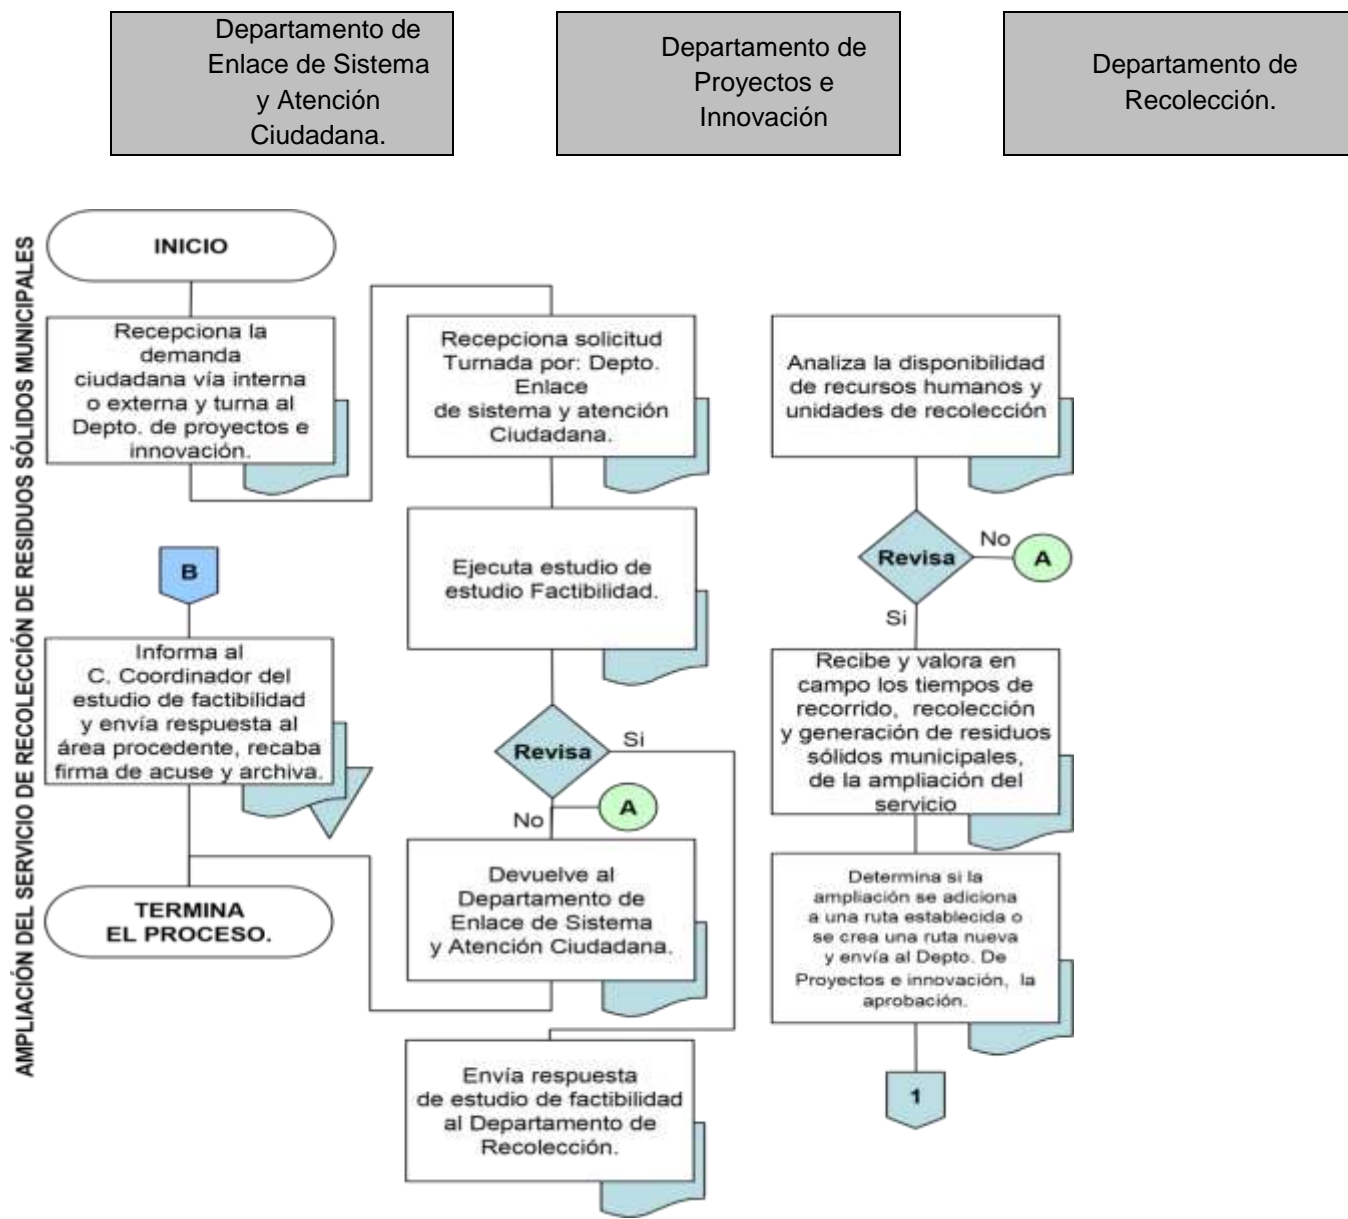 Departamento de
Enlace de Sistema
y Atención
Ciudadana.
Departamento de
Proyectos e
Innovación
Departamento de
Recolección.
AMPLIACIÓN DEL SERVICIO DE RECOLECCIÓN DE RESIDUOS SÓLIDOS MUNICIPALES
INICIO
Recepciona la
demanda
ciudadana vía interna
o externa y turna al
Depto. de proyectos e
innovación.
B
Informa al
C. Coordinador del
estudio de factibilidad
y envía respuesta al
área procedente, recaba
firma de acuse y archiva.
TERMINA
EL PROCESO.
Recepciona solicitud
Turnada por: Depto.
Enlace
de sistema y atención
Ciudadana.
Ejecuta estudio de
estudio Factibilidad.
Revisa
Si
No
A
Devuelve al
Departamento de
Enlace de Sistema
y Atención Ciudadana.
Envía respuesta
de estudio de factibilidad
al Departamento de
Recolección.
Analiza la disponibilidad
de recursos humanos y
unidades de recolección
Revisa
No
A
Si
Recibe y valora en
campo los tiempos de
recorrido, recolección
y generación de residuos
sólidos municipales,
de la ampliación del
servicio
Determina si la
ampliación se adiciona
a una ruta establecida o
se crea una ruta nueva
y envía al Depto. De
Proyectos e innovación, la
aprobación.
1